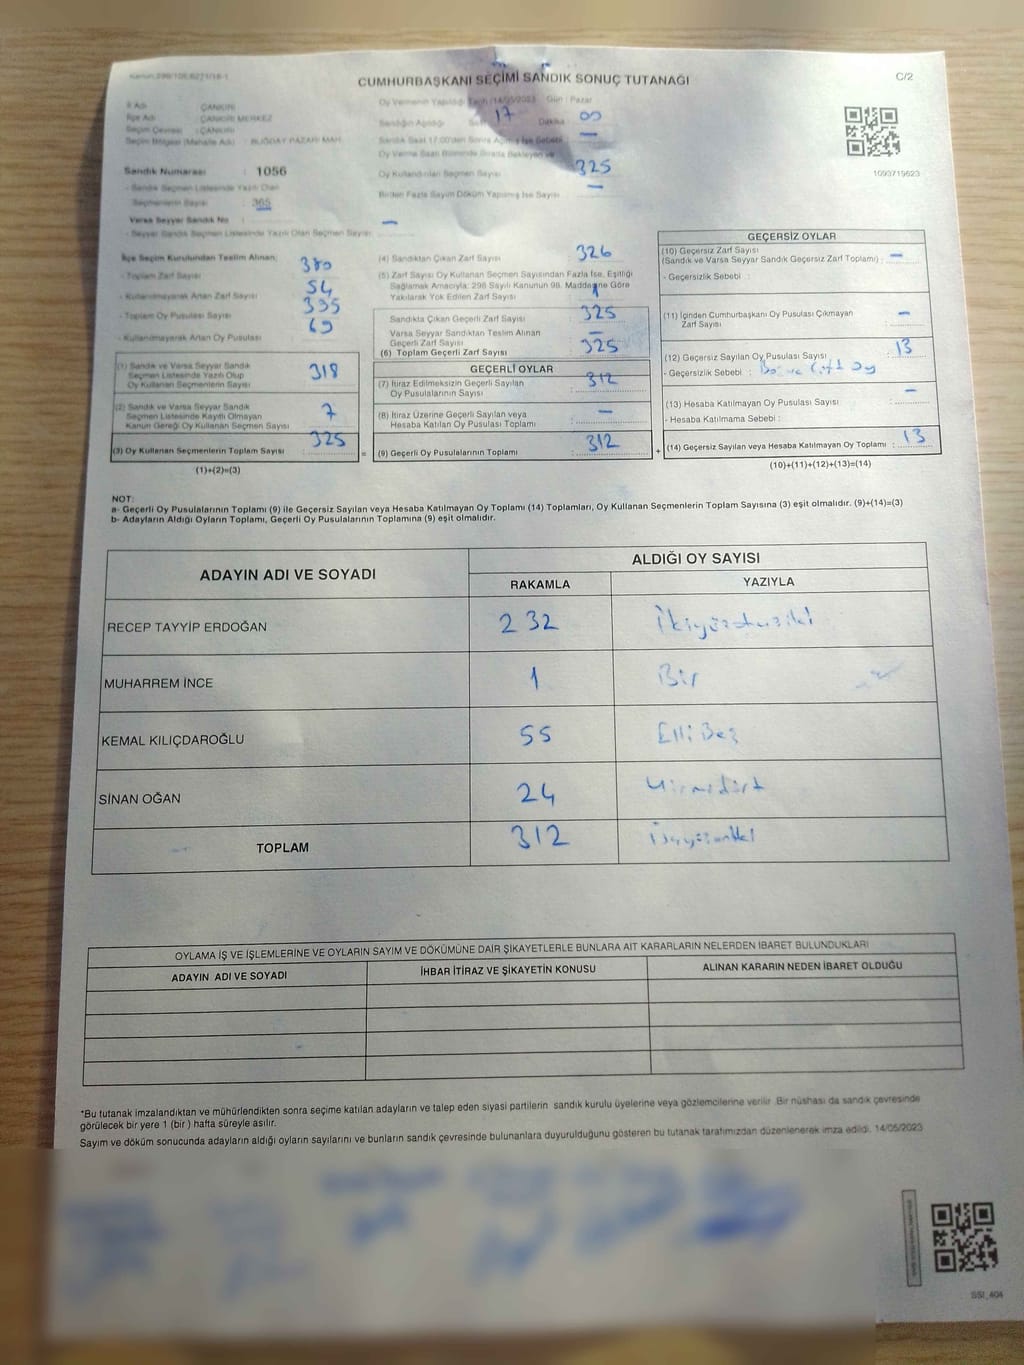 Kanun:298/106,6271/18-1
CUMHURBAŞKANI SEÇİMİ SANDIK SONUÇ TUTANAĞI
C/2
İl Adı : ÇANKIRI
İlçe Adı : ÇANKIRI MERKEZ
Seçim Çevresi : ÇANKIRI
Seçim Bölgesi (Mahalle Adı) : BUĞDAY PAZARI MAH.
Sandık Numarası : 1056
- Sandık Seçmen Listesinde Yazılı Olan
Seçmenlerin Sayısı : 365
Varsa Seyyar Sandık No :
- Seyyar Sandık Seçmen Listesinde Yazılı Olan Seçmen Sayısı : –
Oy Vermenin Yapıldığı Tarih :14/05/2023 Gün : Pazar
Sandığın Açıldığı Saat 17 Dakika 00
Sandık Saat 17:00'den Sonra Açılmış İse Sebebi : –
Oy Verme Saati Bitiminde Sırada Bekleyen ve
Oy Kullandırılan Seçmen Sayısı : 325
Birden Fazla Sayım Döküm Yapılmış İse Sayısı –
1093719623
İlçe Seçim Kurulundan Teslim Alınan;
- Toplam Zarf Sayısı 380
- Kullanılmayarak Artan Zarf Sayısı 54
- Toplam Oy Pusulası Sayısı 395
- Kullanılmayarak Artan Oy Pusulası 69
(1) Sandık ve Varsa Seyyar Sandık
Seçmen Listesinde Yazılı Olup
Oy Kullanan Seçmenlerin Sayısı 318
(2) Sandık ve Varsa Seyyar Sandık
Seçmen Listesinde Kayıtlı Olmayan
Kanun Gereği Oy Kullanan Seçmen Sayısı 7
(3) Oy Kullanan Seçmenlerin Toplam Sayısı : 325
(1)+(2)=(3)
(4) Sandıktan Çıkan Zarf Sayısı : 326
(5) Zarf Sayısı Oy Kullanan Seçmen Sayısından Fazla İse, Eşitliği
Sağlamak Amacıyla; 298 Sayılı Kanunun 98. Maddesine Göre
Yakılarak Yok Edilen Zarf Sayısı : 1
Sandıkta Çıkan Geçerli Zarf Sayısı : 325
Varsa Seyyar Sandıktan Teslim Alınan
Geçerli Zarf Sayısı : –
(6) Toplam Geçerli Zarf Sayısı : 325
GEÇERLİ OYLAR
(7) İtiraz Edilmeksizin Geçerli Sayılan
Oy Pusulalarının Sayısı : 312
(8) İtiraz Üzerine Geçerli Sayılan veya
Hesaba Katılan Oy Pusulası Toplamı : –
= (9) Geçerli Oy Pusulalarının Toplamı : 312
GEÇERSİZ OYLAR
(10) Geçersiz Zarf Sayısı
(Sandık ve Varsa Seyyar Sandık Geçersiz Zarf Toplamı) : –
- Geçersizlik Sebebi :
(11) İçinden Cumhurbaşkanı Oy Pusulası Çıkmayan
Zarf Sayısı : –
(12) Geçersiz Sayılan Oy Pusulası Sayısı : 13
- Geçersizlik Sebebi : Boş ve Çift Oy
(13) Hesaba Katılmayan Oy Pusulası Sayısı : –
- Hesaba Katılmama Sebebi :
+ (14) Geçersiz Sayılan veya Hesaba Katılmayan Oy Toplamı : 13
(10)+(11)+(12)+(13)=(14)
NOT:
a- Geçerli Oy Pusulalarının Toplamı (9) ile Geçersiz Sayılan veya Hesaba Katılmayan Oy Toplamı (14) Toplamları, Oy Kullanan Seçmenlerin Toplam Sayısına (3) eşit olmalıdır. (9)+(14)=(3)
b- Adayların Aldığı Oyların Toplamı, Geçerli Oy Pusulalarının Toplamına (9) eşit olmalıdır.
ADAYIN ADI VE SOYADI ALDIĞI OY SAYISI
RAKAMLA YAZIYLA
RECEP TAYYİP ERDOĞAN 232 İkiyüzotuziki
MUHARREM İNCE 1 Bir
KEMAL KILIÇDAROĞLU 55 Elli Beş
SİNAN OĞAN 24 Yirmidört
TOPLAM 312 Üçyüzoniki
OYLAMA İŞ VE İŞLEMLERİNE VE OYLARIN SAYIM VE DÖKÜMÜNE DAİR ŞİKAYETLERLE BUNLARA AİT KARARLARIN NELERDEN İBARET BULUNDUKLARI
ADAYIN ADI VE SOYADI İHBAR İTİRAZ VE ŞİKAYETİN KONUSU ALINAN KARARIN NEDEN İBARET OLDUĞU
*Bu tutanak imzalandıktan ve mühürlendikten sonra seçime katılan adayların ve talep eden siyasi partilerin sandık kurulu üyelerine veya gözlemcilerine verilir. Bir nüshası da sandık çevresinde
görülecek bir yere 1 (bir ) hafta süreyle asılır.
Sayım ve döküm sonucunda adayların aldığı oyların sayılarını ve bunların sandık çevresinde bulunanlara duyurulduğunu gösteren bu tutanak tarafımızdan düzenlenerek imza edildi. 14/05/2023
SSI_404